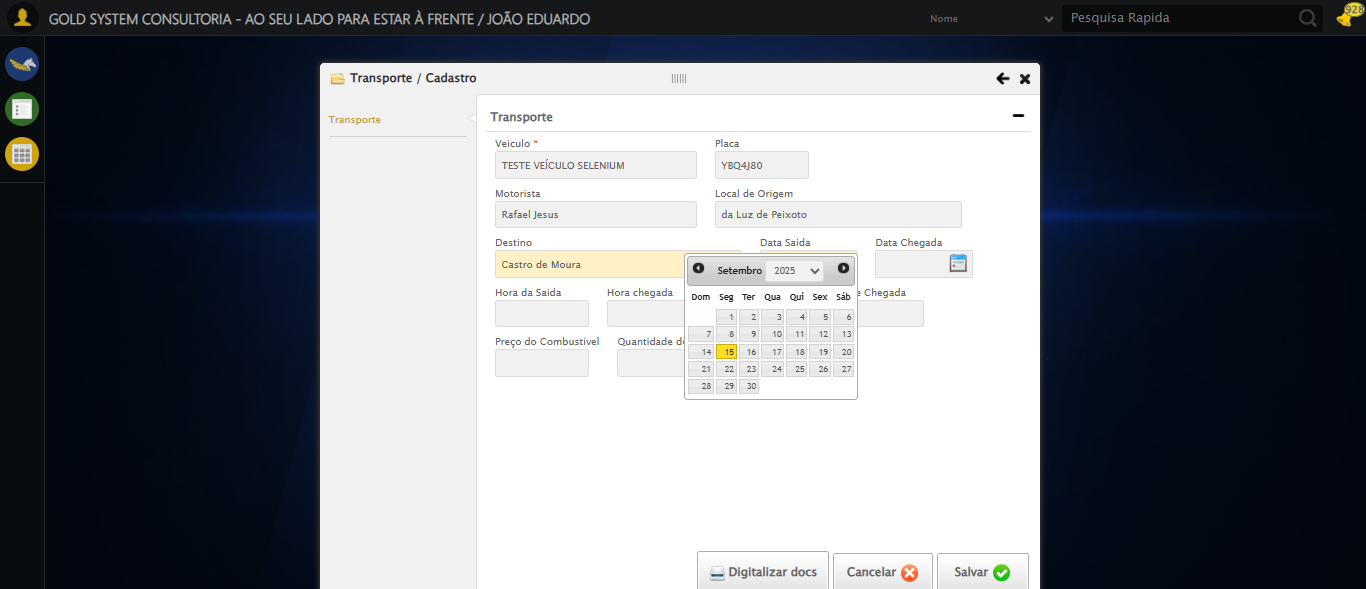 GOLD SYSTEM CONSULTORIA - AO SEU LADO PARA ESTAR À FRENTE / JOÃO EDUARDO
Nome
Pesquisa Rapida
928
Transporte / Cadastro
Transporte
Transporte
Veiculo * Placa
TESTE VEÍCULO SELENIUM YBQ4J80
Motorista Local de Origem
Rafael Jesus da Luz de Peixoto
Destino Data Saida Data Chegada
Castro de Moura
Setembro 2025
Hora da Saida Hora chegada e Chegada
Dom Seg Ter Qua Qui Sex Sáb
1 2 3 4 5 6
7 8 9 10 11 12 13
Preço do Combustivel Quantidade d
14 15 16 17 18 19 20
21 22 23 24 25 26 27
28 29 30
Digitalizar docs Cancelar Salvar